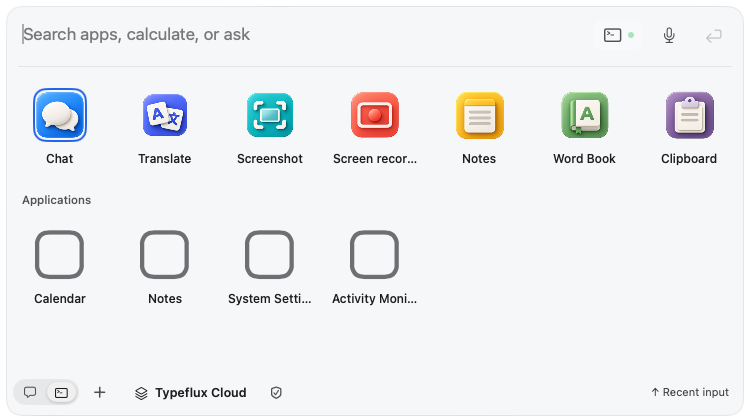 Search apps, calculate, or ask
Chat
Translate
Screenshot
Screen recor...
Notes
Word Book
Clipboard
Applications
Calendar
Notes
System Setti...
Activity Moni...
Typeflux Cloud
↑ Recent input